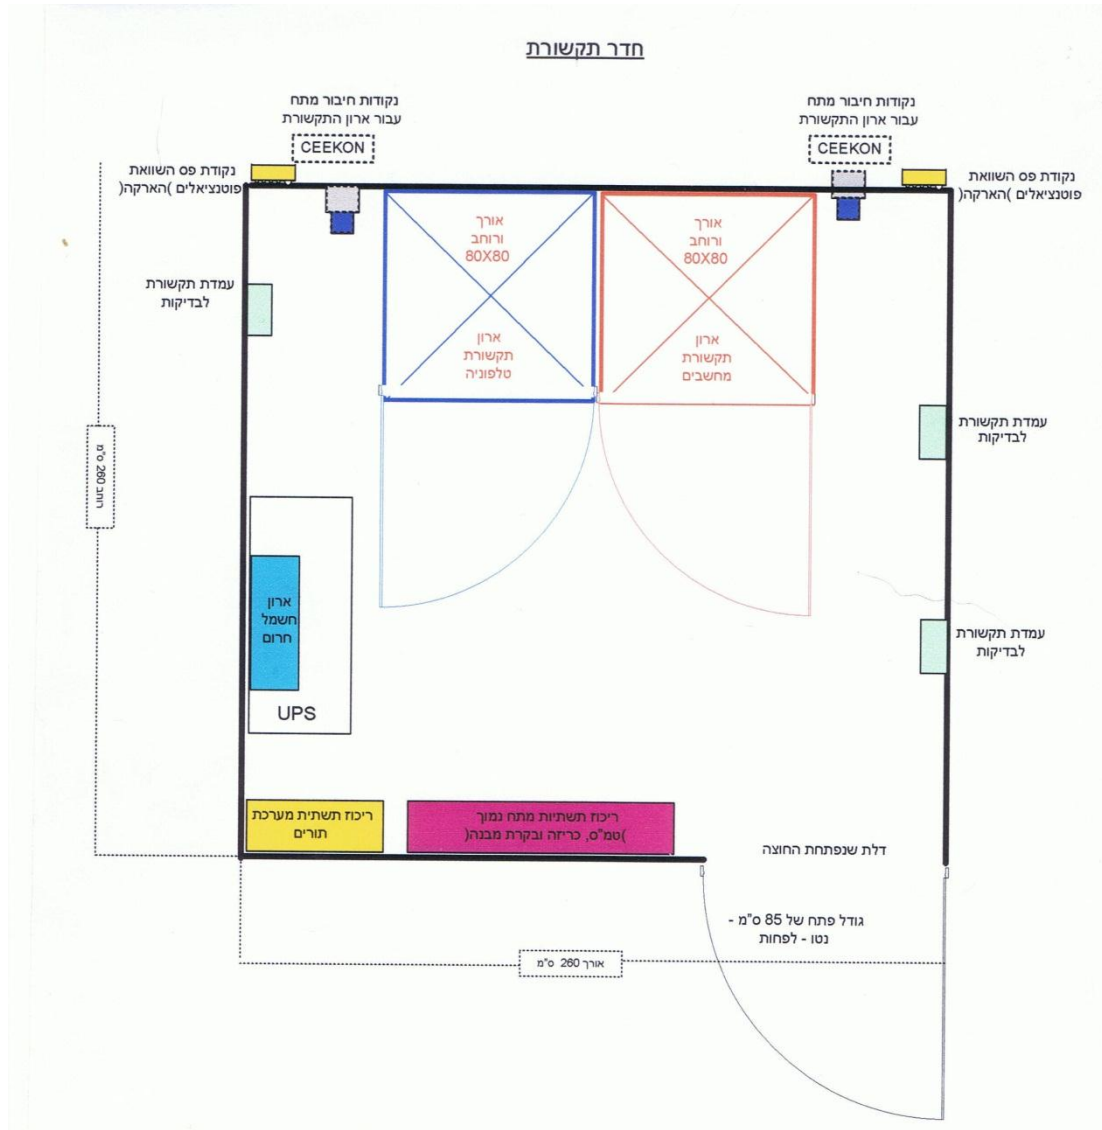 חדר תקשורת
נקודות חיבור מתח
עבור ארון התקשורת
CEEKON
נקודות חיבור מתח
עבור ארון התקשורת
CEEKON
נקודת פס השוואת
פוטנציאלים )הארקה(
נקודת פס השוואת
פוטנציאלים )הארקה(
אורך
ורוחב
80X80
ארון
תקשורת
מחשבים
אורך
ורוחב
80X80
ארון
תקשורת
טלפוניה
עמדת תקשורת
לבדיקות
עמדת תקשורת
לבדיקות
עמדת תקשורת
לבדיקות
רוחב 260 ס"מ
ארון
חשמל
חרום
UPS
ריכוז תשתיות מתח נמוך
)טמ"ס, כריזה ובקרת מבנה(
ריכוז תשתית מערכת
תורים
דלת שנפתחת החוצה
גודל פתח של 85 ס"מ -
נטו - לפחות
אורך 260 ס"מ